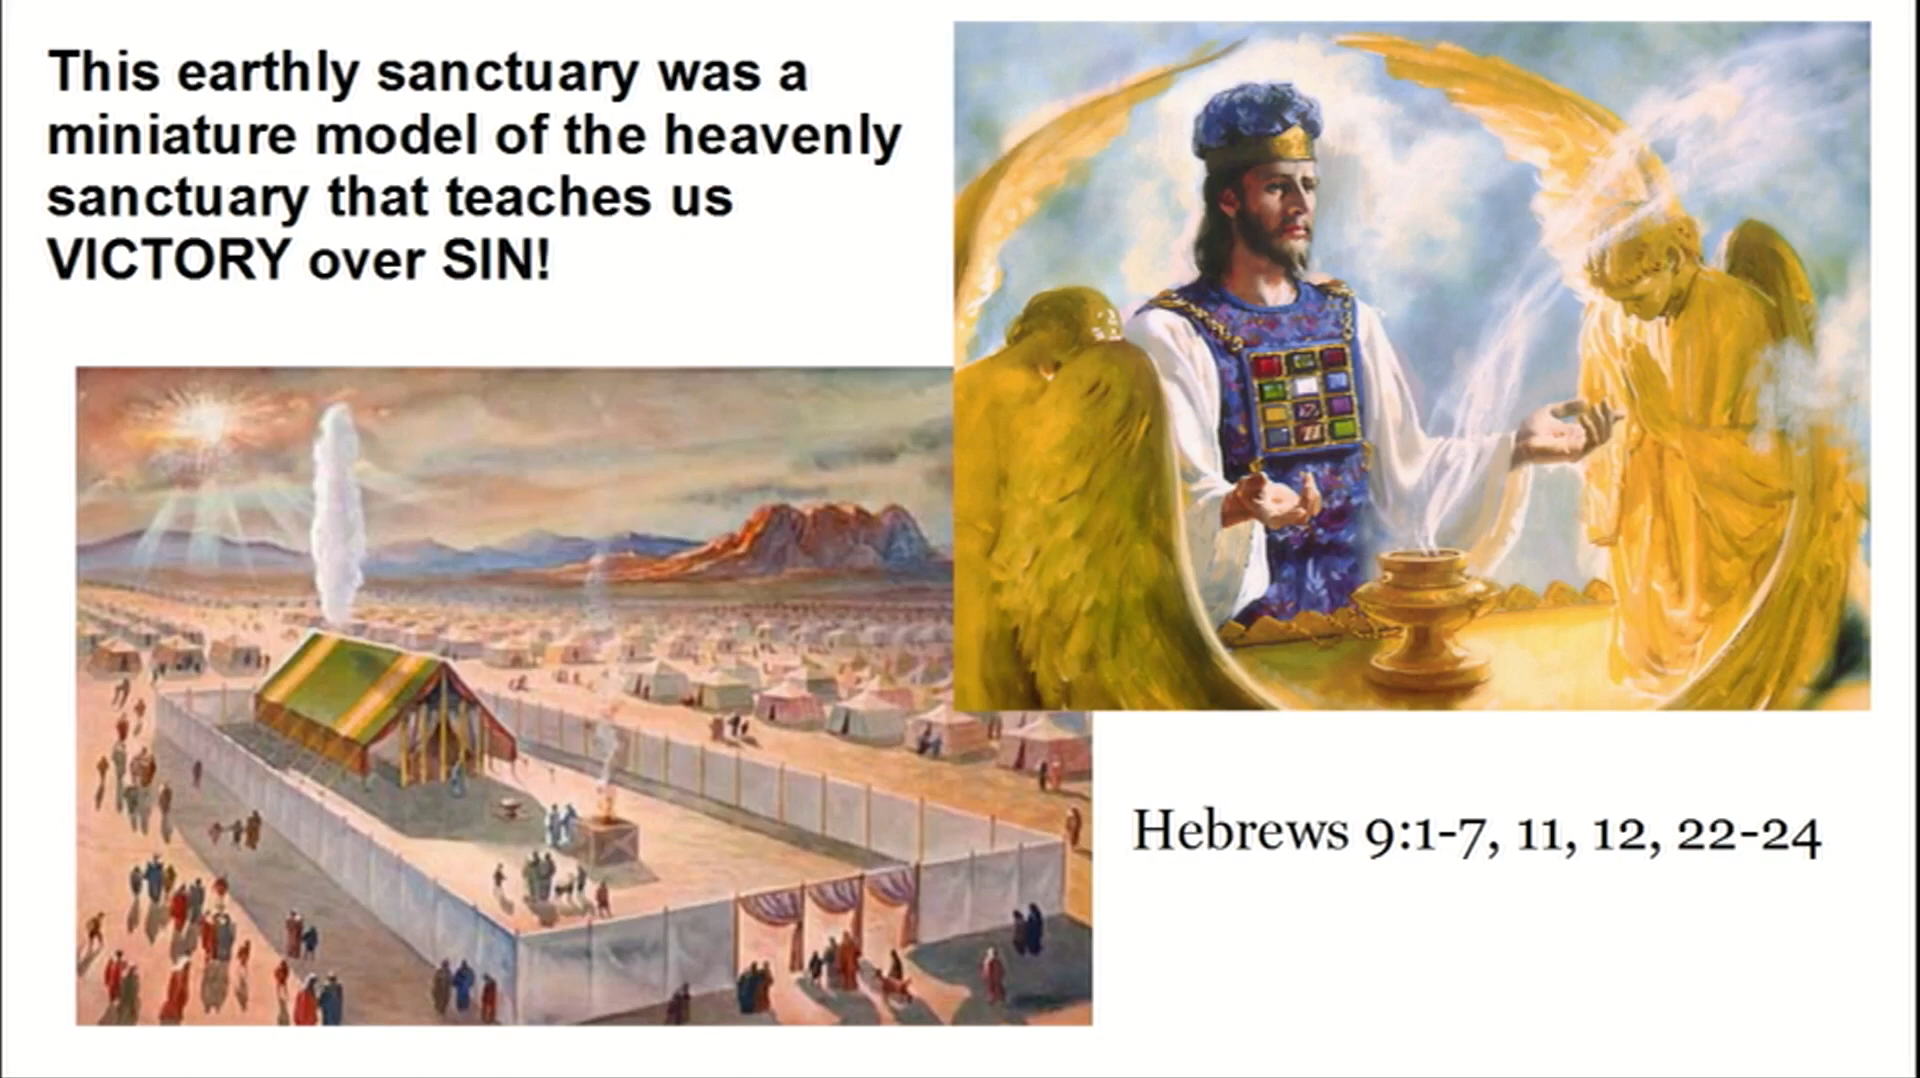 This earthly sanctuary was a
miniature model of the heavenly
sanctuary that teaches us
VICTORY over SIN!
Hebrews 9:1-7, 11, 12, 22-24